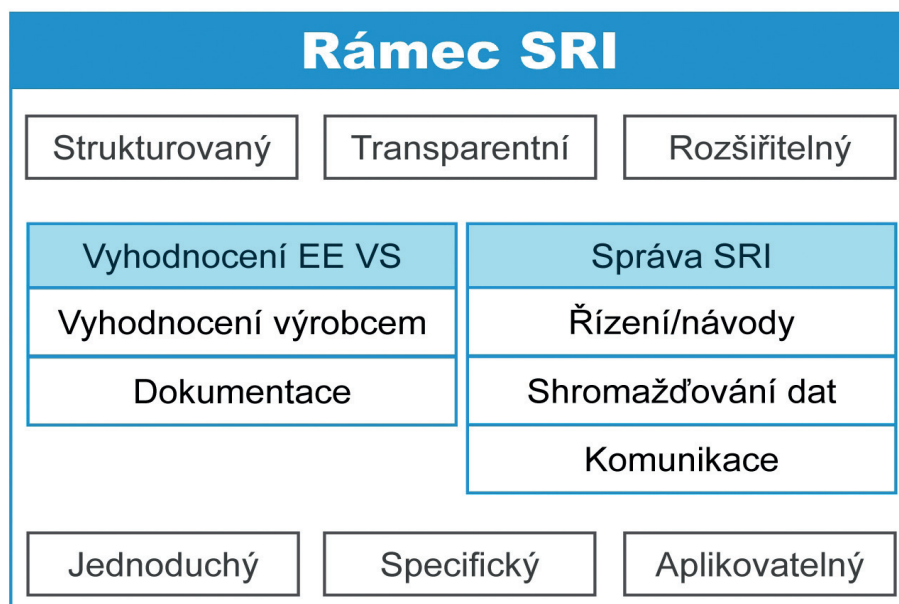 Rámec SRI
Strukturovaný
Transparentní
Rozšiřitelný
Vyhodnocení EE VS
Vyhodnocení výrobcem
Dokumentace
Správa SRI
Řízení/návody
Shromažďování dat
Komunikace
Jednoduchý
Specifický
Aplikovatelný